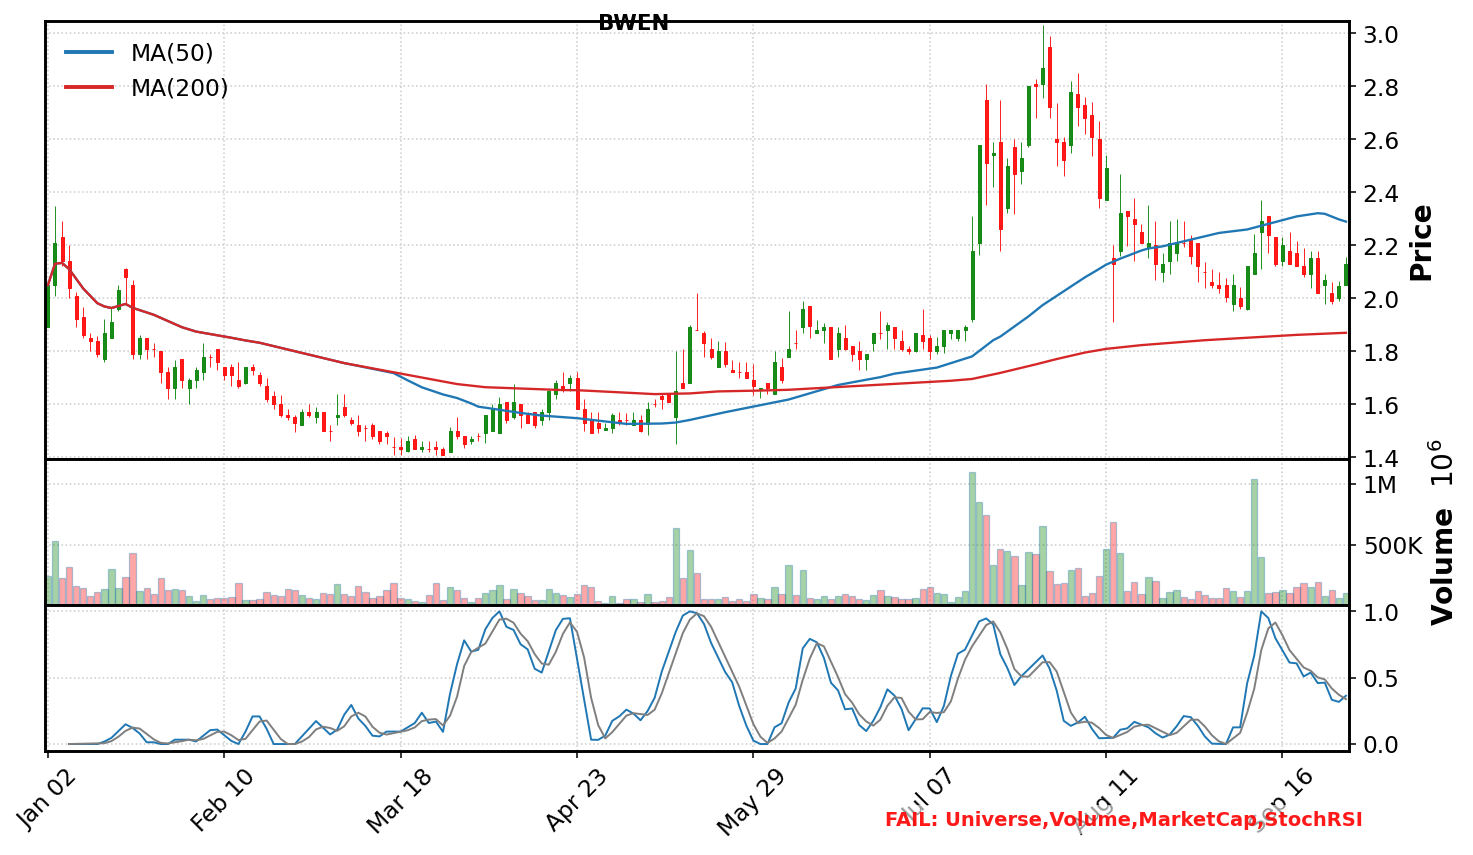 BWEN
MA(50)
MA(200)
3.0
2.8
2.6
2.4
2.2
2.0
1.8
1.6
1.4
Price
1M
500K
Volume 10⁶
1.0
0.5
0.0
Jan 02
Feb 10
Mar 18
Apr 23
May 29
Jul 07
Aug 11
Sep 16
FAIL: Universe,Volume,MarketCap,StochRSI